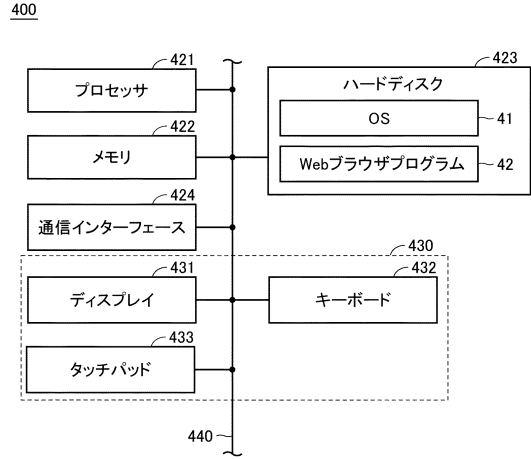 400
421
プロセッサ
422
メモリ
424
通信インターフェース
423
ハードディスク
OS
41
Webブラウザプログラム
42
430
431
ディスプレイ
432
キーボード
433
タッチパッド
440